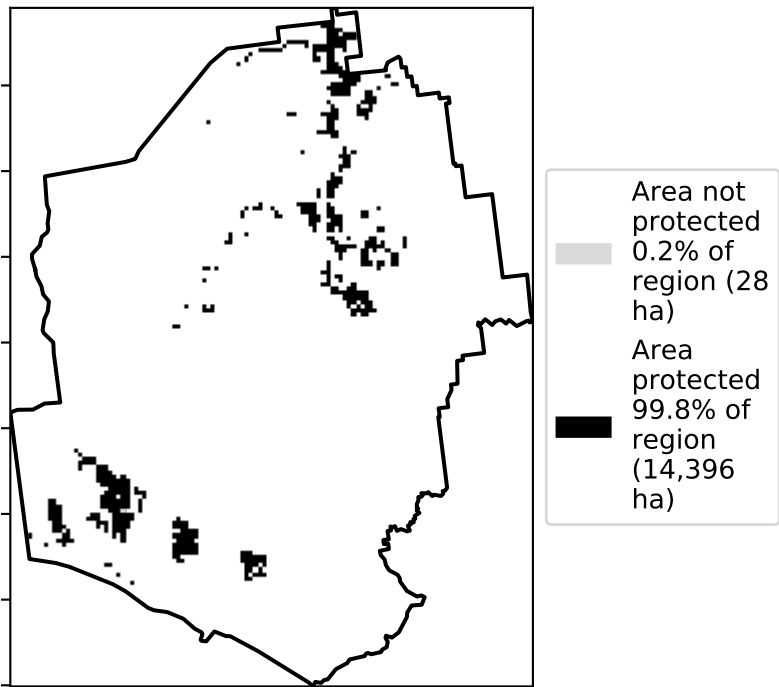 Area not
protected
0.2% of
region (28
ha)
Area
protected
99.8% of
region
(14,396
ha)